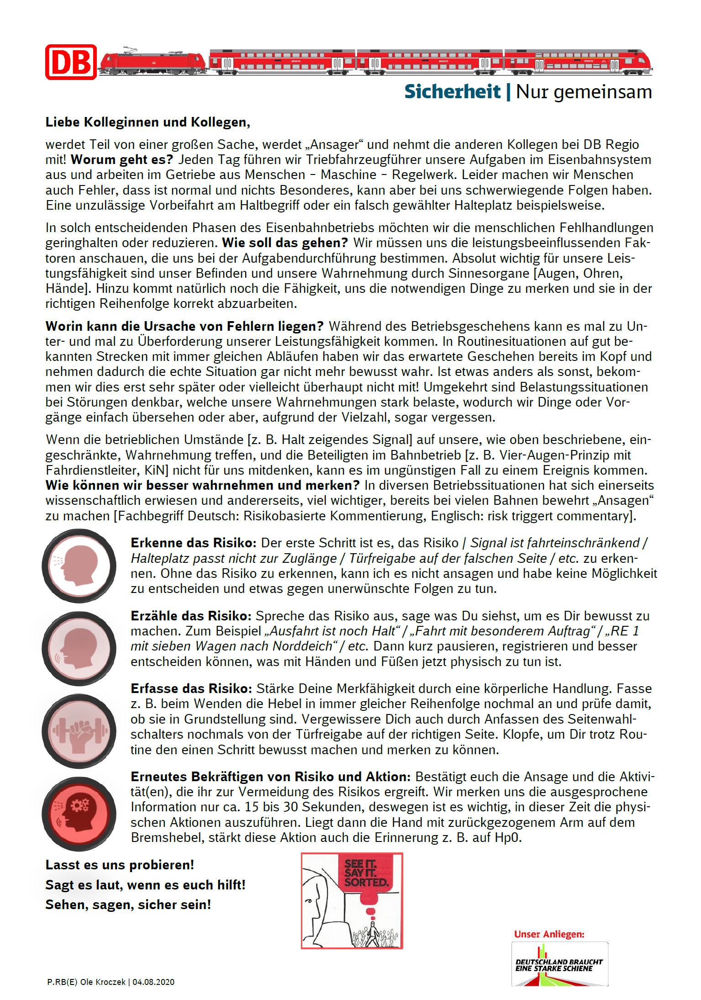 DB
Sicherheit | Nur gemeinsam
Liebe Kolleginnen und Kollegen,
werdet Teil von einer großen Sache, werdet „Ansager“ und nehmt die anderen Kollegen bei DB Regio
mit! Worum geht es? Jeden Tag führen wir Triebfahrzeugführer unsere Aufgaben im Eisenbahnsystem
aus und arbeiten im Getriebe aus Menschen – Maschine – Regelwerk. Leider machen wir Menschen
auch Fehler, dass ist normal und nichts Besonderes, kann aber bei uns schwerwiegende Folgen haben.
Eine unzulässige Vorbeifahrt am Haltbegriff oder ein falsch gewählter Halteplatz beispielsweise.
In solch entscheidenden Phasen des Eisenbahnbetriebs möchten wir die menschlichen Fehlhandlungen
geringhalten oder reduzieren. Wie soll das gehen? Wir müssen uns die leistungsbeeinflussenden Fak-
toren anschauen, die uns bei der Aufgabendurchführung bestimmen. Absolut wichtig für unsere Leis-
tungsfähigkeit sind unser Befinden und unsere Wahrnehmung durch Sinnesorgane [Augen, Ohren,
Hände]. Hinzu kommt natürlich noch die Fähigkeit, uns die notwendigen Dinge zu merken und sie in der
richtigen Reihenfolge korrekt abzuarbeiten.
Worin kann die Ursache von Fehlern liegen? Während des Betriebsgeschehens kann es mal zu Un-
ter- und mal zu Überforderung unserer Leistungsfähigkeit kommen. In Routinesituationen auf gut be-
kannten Strecken mit immer gleichen Abläufen haben wir das erwartete Geschehen bereits im Kopf und
nehmen dadurch die echte Situation gar nicht mehr bewusst wahr. Ist etwas anders als sonst, bekom-
men wir dies erst sehr später oder vielleicht überhaupt nicht mit! Umgekehrt sind Belastungssituationen
bei Störungen denkbar, welche unsere Wahrnehmungen stark belaste, wodurch wir Dinge oder Vor-
gänge einfach übersehen oder aber, aufgrund der Vielzahl, sogar vergessen.
Wenn die betrieblichen Umstände [z. B. Halt zeigendes Signal] auf unsere, wie oben beschriebene, ein-
geschränkte, Wahrnehmung treffen, und die Beteiligten im Bahnbetrieb [z. B. Vier-Augen-Prinzip mit
Fahrdienstleiter, KiN] nicht für uns mitdenken, kann es im ungünstigen Fall zu einem Ereignis kommen.
Wie können wir besser wahrnehmen und merken? In diversen Betriebssituationen hat sich einerseits
wissenschaftlich erwiesen und andererseits, viel wichtiger, bereits bei vielen Bahnen bewehrt „Ansagen“
zu machen [Fachbegriff Deutsch: Risikobasierte Kommentierung, Englisch: risk triggert commentary].
Erkenne das Risiko: Der erste Schritt ist es, das Risiko / Signal ist fahrteinschränkend /
Halteplatz passt nicht zur Zuglänge / Türfreigabe auf der falschen Seite / etc. zu erken-
nen. Ohne das Risiko zu erkennen, kann ich es nicht ansagen und habe keine Möglichkeit
zu entscheiden und etwas gegen unerwünschte Folgen zu tun.
Erzähle das Risiko: Spreche das Risiko aus, sage was Du siehst, um es Dir bewusst zu
machen. Zum Beispiel „Ausfahrt ist noch Halt“ / „Fahrt mit besonderem Auftrag“ / „RE 1
mit sieben Wagen nach Norddeich“ / etc. Dann kurz pausieren, registrieren und besser
entscheiden können, was mit Händen und Füßen jetzt physisch zu tun ist.
Erfasse das Risiko: Stärke Deine Merkfähigkeit durch eine körperliche Handlung. Fasse
z. B. beim Wenden die Hebel in immer gleicher Reihenfolge nochmal an und prüfe damit,
ob sie in Grundstellung sind. Vergewissere Dich auch durch Anfassen des Seitenwahl-
schalters nochmals von der Türfreigabe auf der richtigen Seite. Klopfe, um Dir trotz Rou-
tine den einen Schritt bewusst machen und merken zu können.
Erneutes Bekräftigen von Risiko und Aktion: Bestätigt euch die Ansage und die Aktivi-
tät(en), die ihr zur Vermeidung des Risikos ergreift. Wir merken uns die ausgesprochene
Information nur ca. 15 bis 30 Sekunden, deswegen ist es wichtig, in dieser Zeit die physi-
schen Aktionen auszuführen. Liegt dann die Hand mit zurückgezogenem Arm auf dem
Bremshebel, stärkt diese Aktion auch die Erinnerung z. B. auf Hp0.
Lasst es uns probieren!
Sagt es laut, wenn es euch hilft!
Sehen, sagen, sicher sein!
SEE IT.
SAY IT.
SORTED.
Unser Anliegen:
DEUTSCHLAND BRAUCHT
EINE STARKE SCHIENE
P.RB(E) Ole Kroczek | 04.08.2020